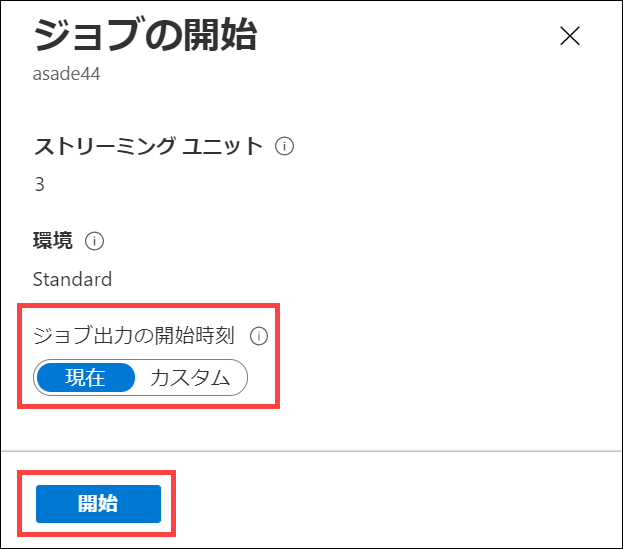 ジョブの開始
asade44
ストリーミング ユニット
3
環境
Standard
ジョブ出力の開始時刻
現在 カスタム
開始